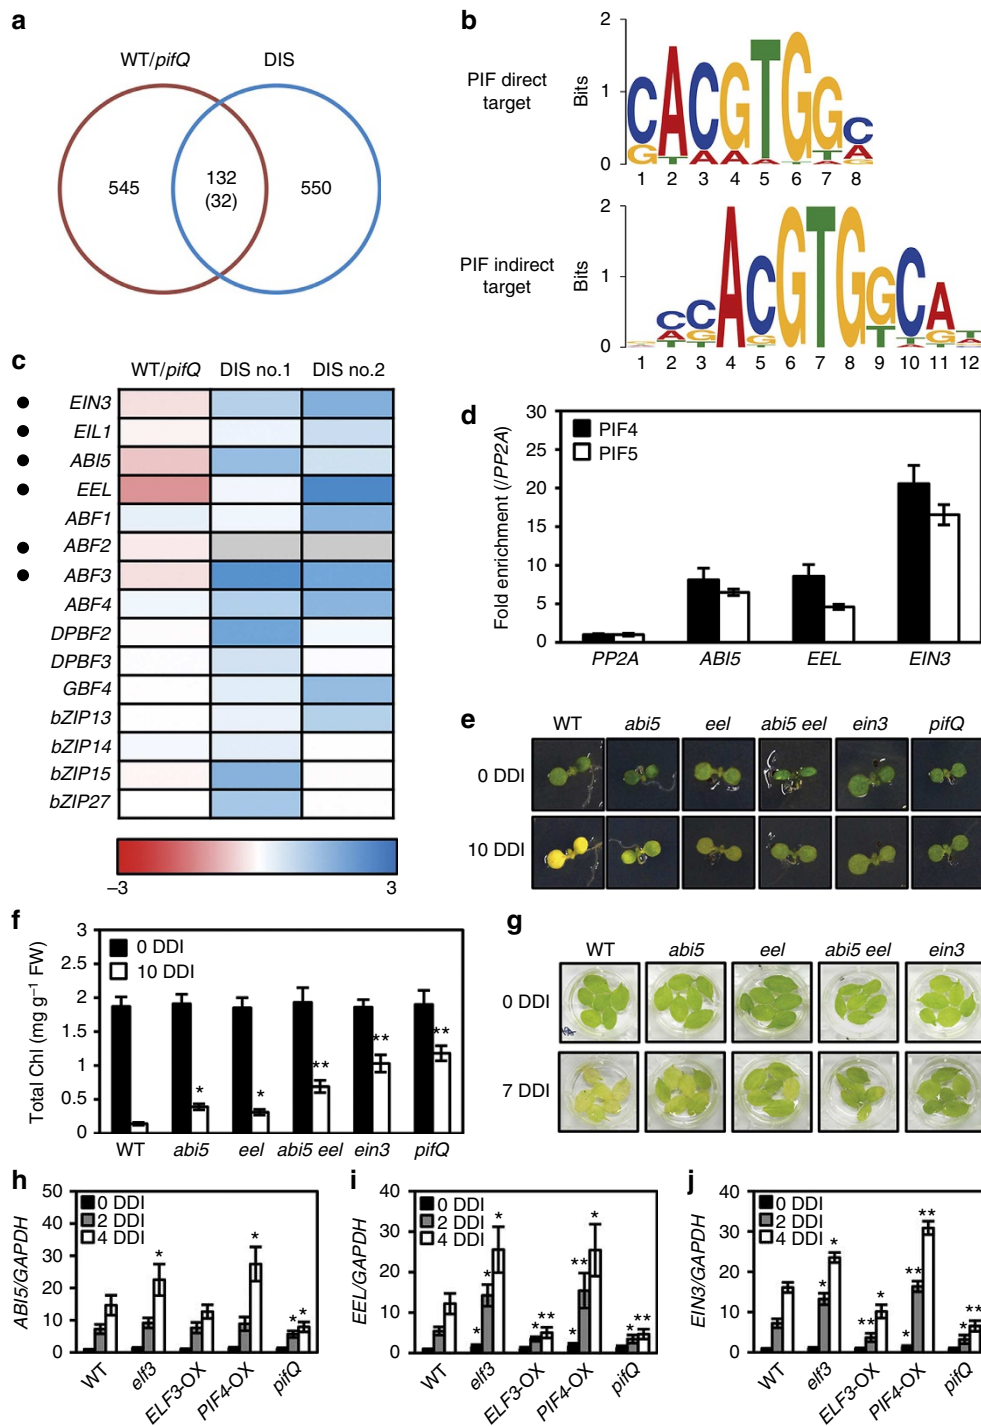 a
WT/pifQ DIS
545 132 (32) 550
b
PIF direct target
Bits
2
1
0
CACGTGGC
GTAAATA
TAG
1 2 3 4 5 6 7 8
PIF indirect target
Bits
2
1
0
CCACGTGGCA
1 2 3 4 5 6 7 8 9 10 11 12
c
WT/pifQ DIS no.1 DIS no.2
EIN3
EIL1
ABI5
EEL
ABF1
ABF2
ABF3
ABF4
DPBF2
DPBF3
GBF4
bZIP13
bZIP14
bZIP15
bZIP27
–3 3
d
Fold enrichment (/PP2A)
30
25
20
15
10
5
0
PIF4
PIF5
PP2A ABI5 EEL EIN3
e
WT abi5 eel abi5 eel ein3 pifQ
0 DDI
10 DDI
f
Total Chl (mg g⁻¹ FW)
3
2.5
2
1.5
1
0.5
0
0 DDI
10 DDI
* * ** ** **
WT abi5 eel abi5 eel ein3 pifQ
g
WT abi5 eel abi5 eel ein3
0 DDI
7 DDI
h
ABI5/GAPDH
50
40
30
20
10
0
0 DDI
2 DDI
4 DDI
* * * *
WT elf3 ELF3-OX PIF4-OX pifQ
i
EEL/GAPDH
40
30
20
10
0
0 DDI
2 DDI
4 DDI
* * * * ** * ** * * **
WT elf3 ELF3-OX PIF4-OX pifQ
j
EIN3/GAPDH
40
30
20
10
0
0 DDI
2 DDI
4 DDI
* * ** * * ** ** * **
WT elf3 ELF3-OX PIF4-OX pifQ